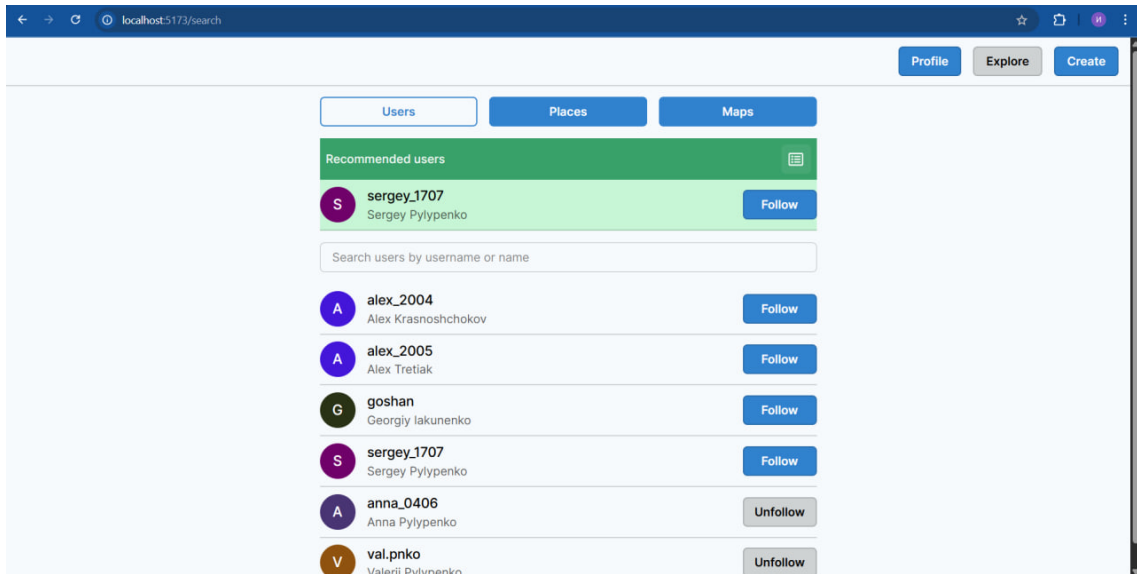 localhost:5173/search
И
Profile Explore Create
Users Places Maps
Recommended users
S sergey_1707 Follow
Sergey Pylypenko
Search users by username or name
A alex_2004 Follow
Alex Krasnoshchokov
A alex_2005 Follow
Alex Tretiak
G goshan Follow
Georgiy Iakunenko
S sergey_1707 Follow
Sergey Pylypenko
A anna_0406 Unfollow
Anna Pylypenko
V val.pnko Unfollow
Valerii Pylypenko